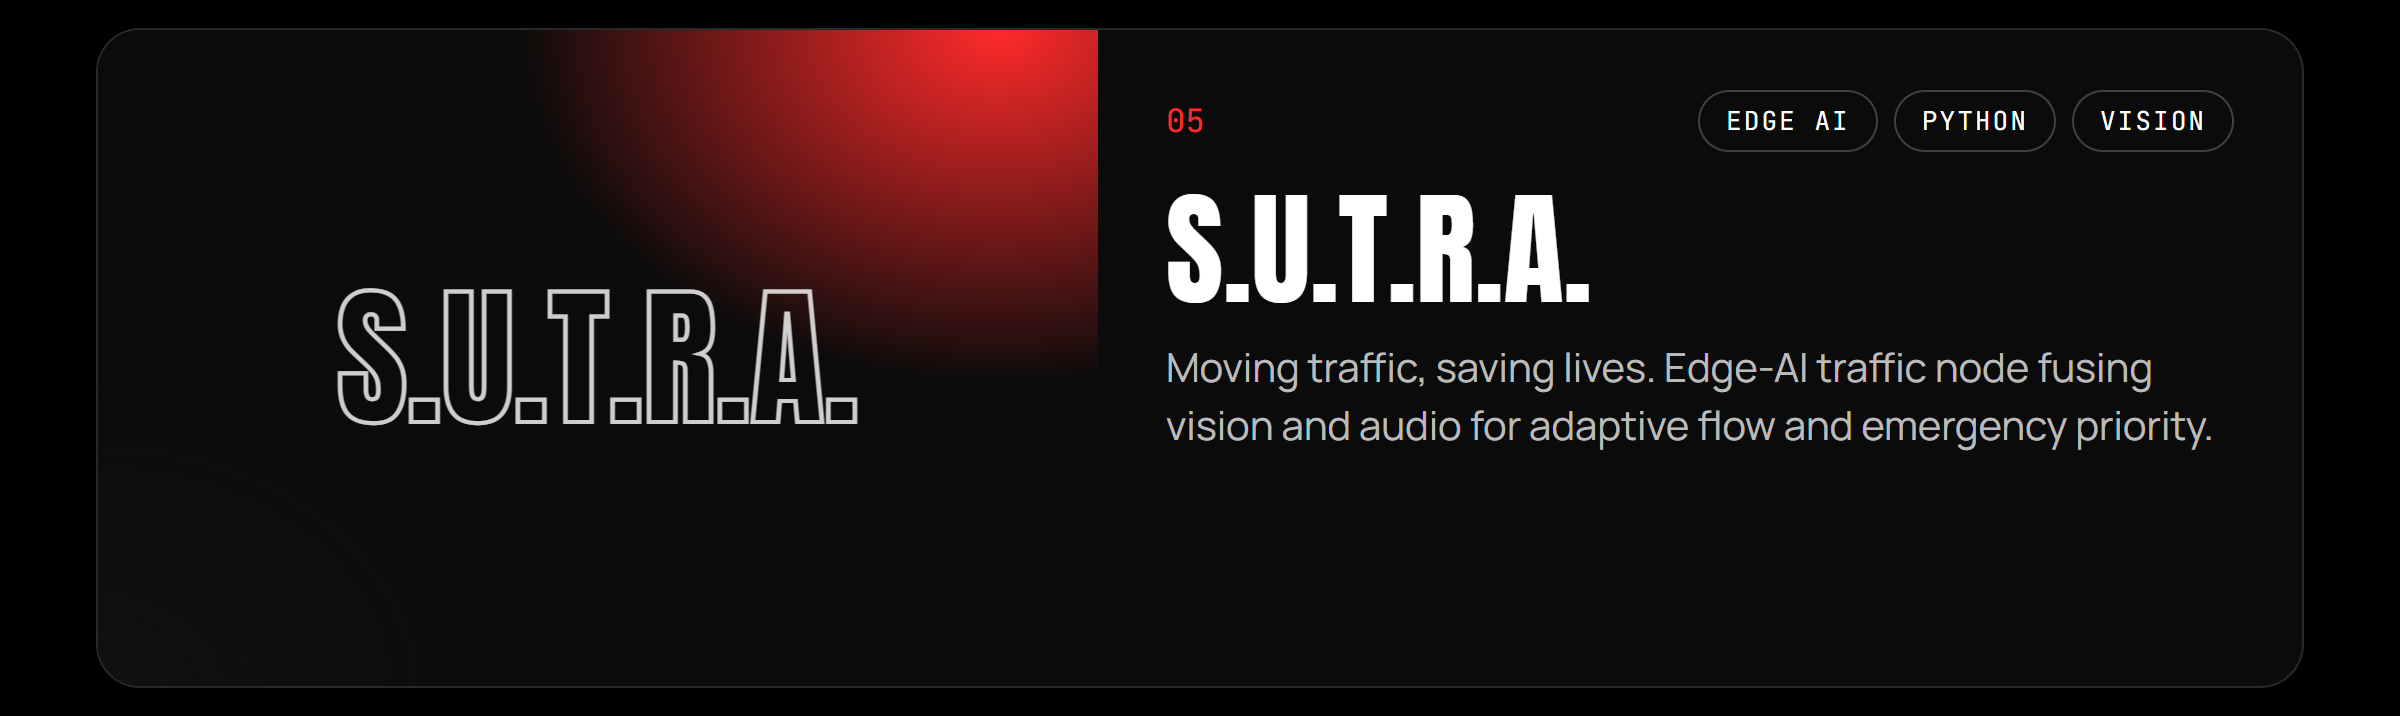 S.U.T.R.A.
05
EDGE AI
PYTHON
VISION
S.U.T.R.A.
Moving traffic, saving lives. Edge-AI traffic node fusing
vision and audio for adaptive flow and emergency priority.